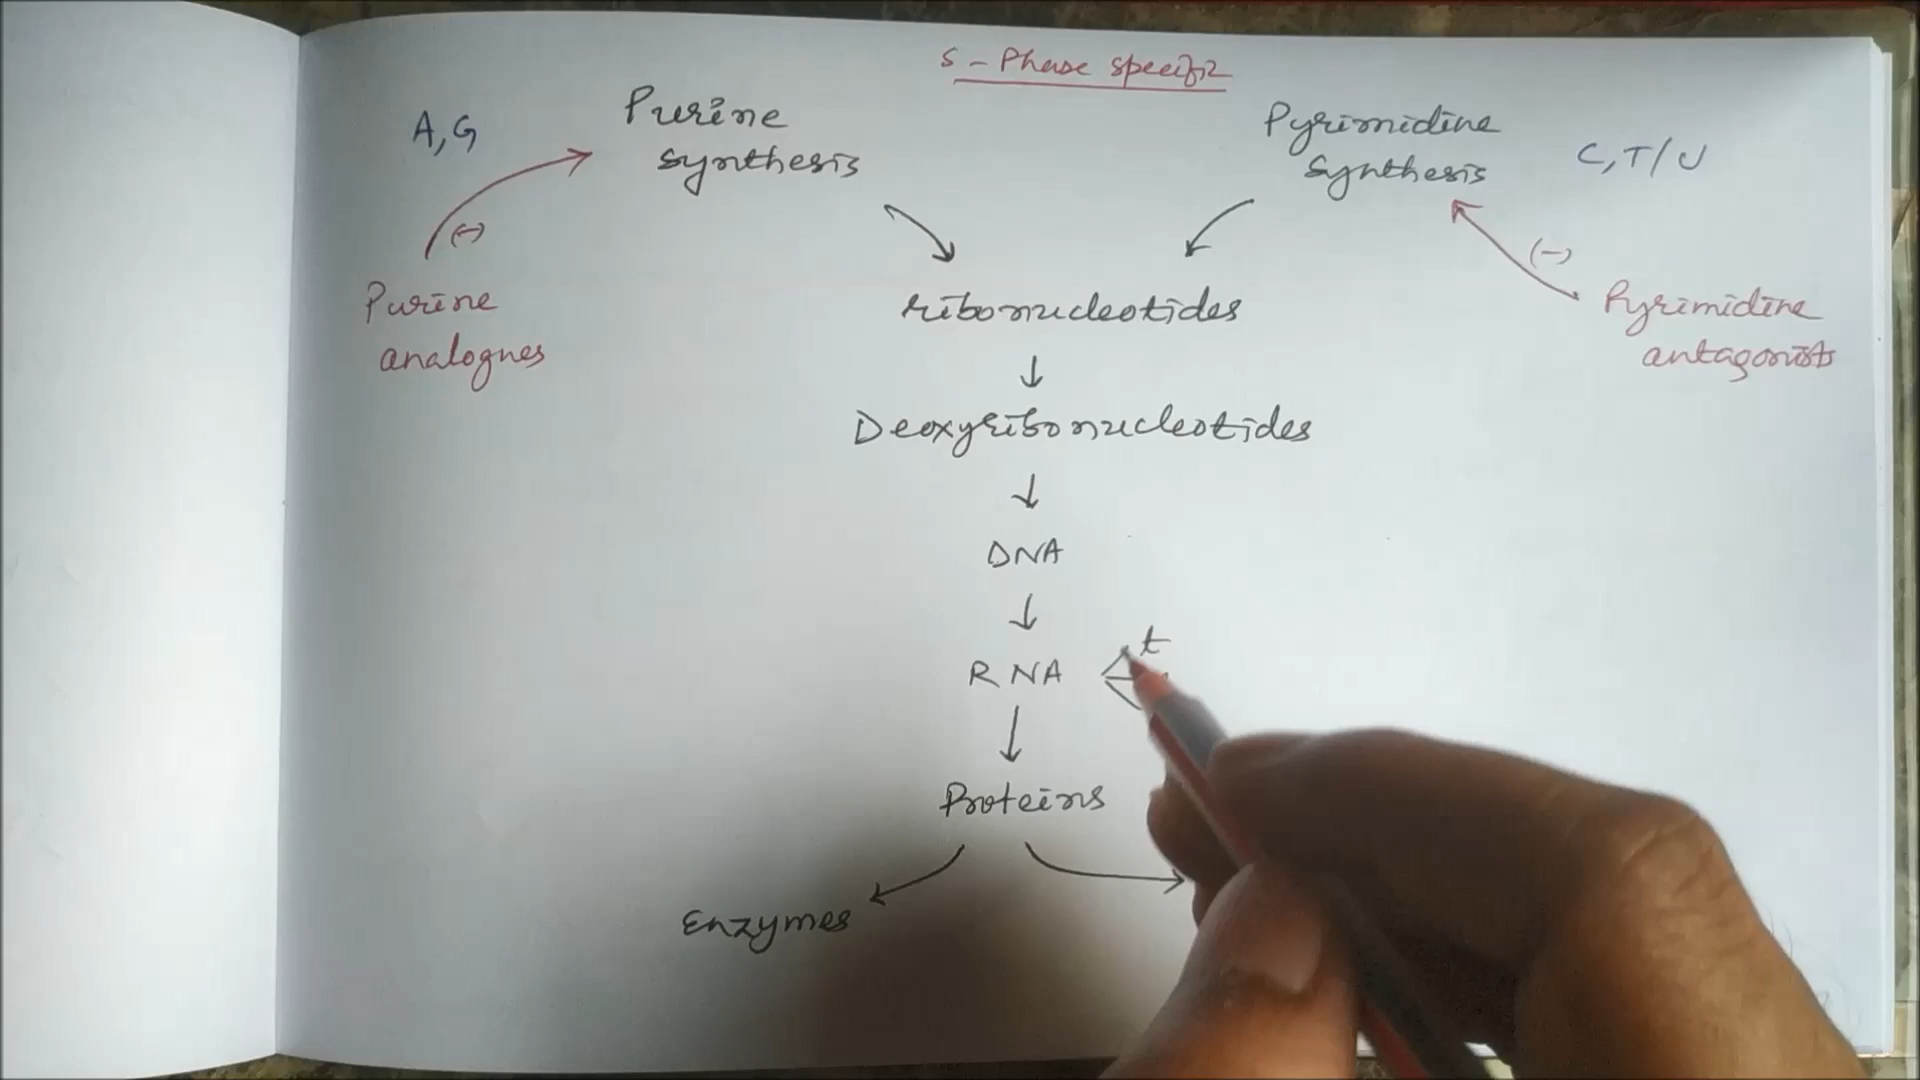 S - Phase specific
A, G
Purine
synthesis
Pyrimidine
synthesis
C, T/U
(-)
(-)
Purine
analogues
ribonucleotides
Pyrimidine
antagonists
Deoxyribonucleotides
DNA
t
RNA
Proteins
Enzymes